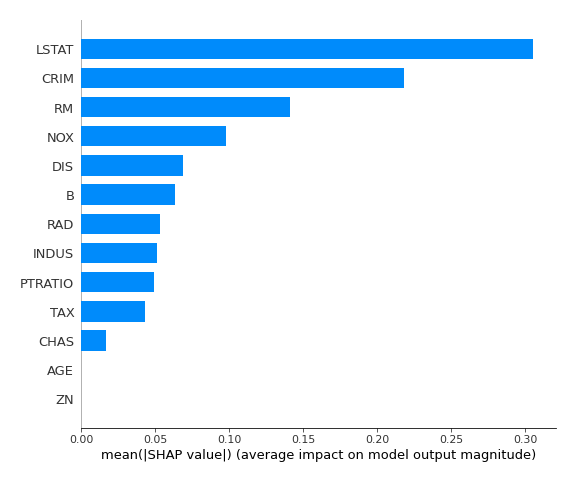 LSTAT
CRIM
RM
NOX
DIS
B
RAD
INDUS
PTRATIO
TAX
CHAS
AGE
ZN
0.00 0.05 0.10 0.15 0.20 0.25 0.30
mean(|SHAP value|) (average impact on model output magnitude)